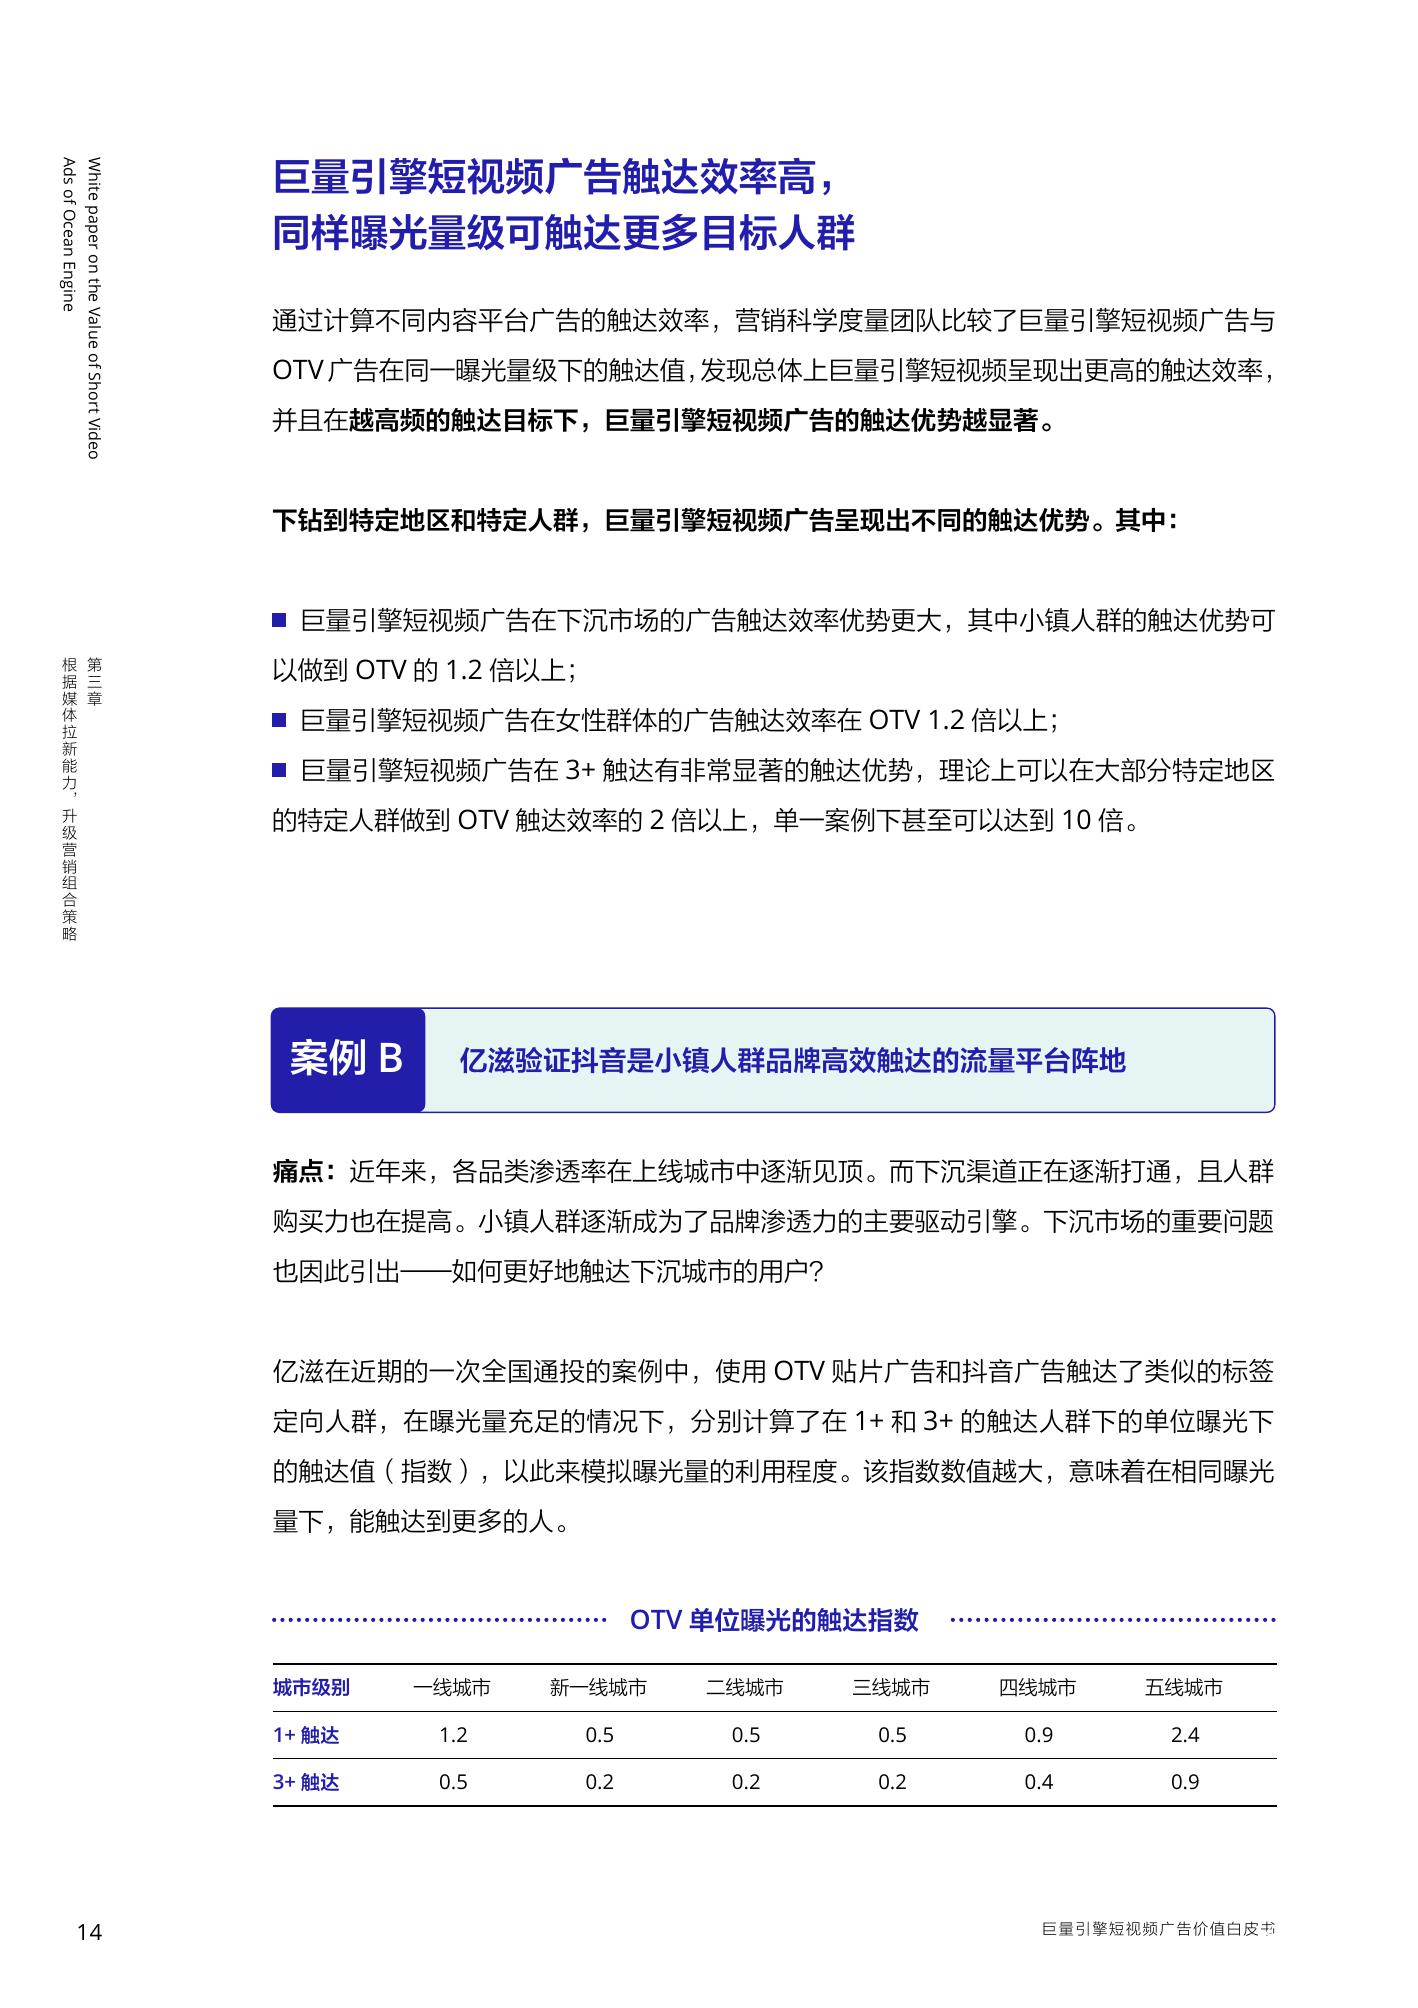 White paper on the Value of Short Video
Ads of Ocean Engine
第三章
根据媒体拉新能力，升级营销组合策略
巨量引擎短视频广告触达效率高，
同样曝光量级可触达更多目标人群
通过计算不同内容平台广告的触达效率，营销科学度量团队比较了巨量引擎短视频广告与
OTV 广告在同一曝光量级下的触达值，发现总体上巨量引擎短视频呈现出更高的触达效率，
并且在越高频的触达目标下，巨量引擎短视频广告的触达优势越显著。
下钻到特定地区和特定人群，巨量引擎短视频广告呈现出不同的触达优势。其中：
■ 巨量引擎短视频广告在下沉市场的广告触达效率优势更大，其中小镇人群的触达优势可
以做到 OTV 的 1.2 倍以上；
■ 巨量引擎短视频广告在女性群体的广告触达效率在 OTV 1.2 倍以上；
■ 巨量引擎短视频广告在 3+ 触达有非常显著的触达优势，理论上可以在大部分特定地区
的特定人群做到 OTV 触达效率的 2 倍以上，单一案例下甚至可以达到 10 倍。
案例 B
亿滋验证抖音是小镇人群品牌高效触达的流量平台阵地
痛点：近年来，各品类渗透率在上线城市中逐渐见顶。而下沉渠道正在逐渐打通，且人群
购买力也在提高。小镇人群逐渐成为了品牌渗透力的主要驱动引擎。下沉市场的重要问题
也因此引出——如何更好地触达下沉城市的用户？
亿滋在近期的一次全国通投的案例中，使用 OTV 贴片广告和抖音广告触达了类似的标签
定向人群，在曝光量充足的情况下，分别计算了在 1+ 和 3+ 的触达人群下的单位曝光下
的触达值（指数），以此来模拟曝光量的利用程度。该指数数值越大，意味着在相同曝光
量下，能触达到更多的人。
OTV 单位曝光的触达指数
城市级别 一线城市 新一线城市 二线城市 三线城市 四线城市 五线城市
1+ 触达 1.2 0.5 0.5 0.5 0.9 2.4
3+ 触达 0.5 0.2 0.2 0.2 0.4 0.9
14
巨量引擎短视频广告价值白皮书